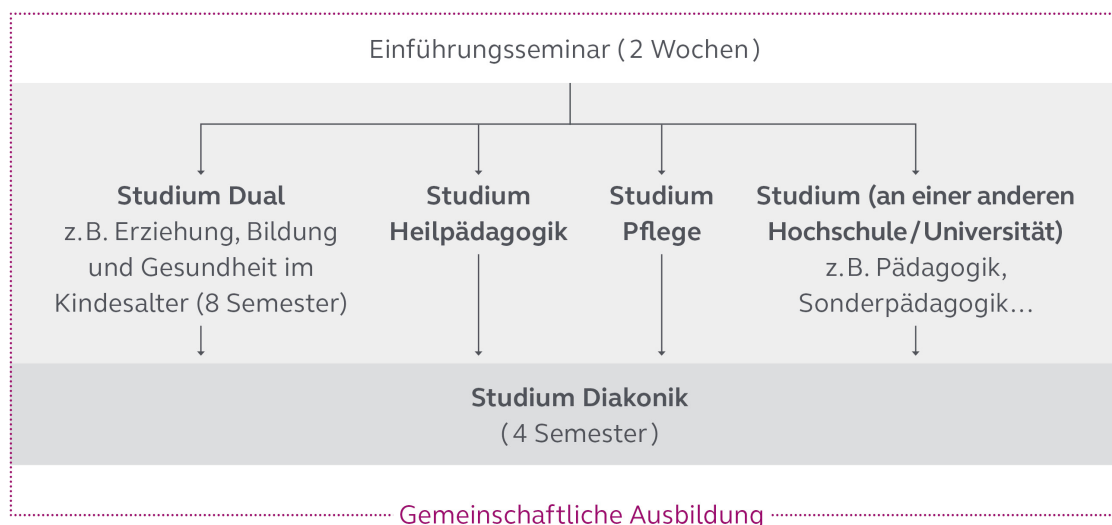 Einführungsseminar (2 Wochen)
Studium Dual
z.B. Erziehung, Bildung
und Gesundheit im
Kindesalter (8 Semester)
Studium
Heilpädagogik
Studium
Pflege
Studium (an einer anderen
Hochschule/Universität)
z.B. Pädagogik,
Sonderpädagogik...
Studium Diakonik
(4 Semester)
Gemeinschaftliche Ausbildung